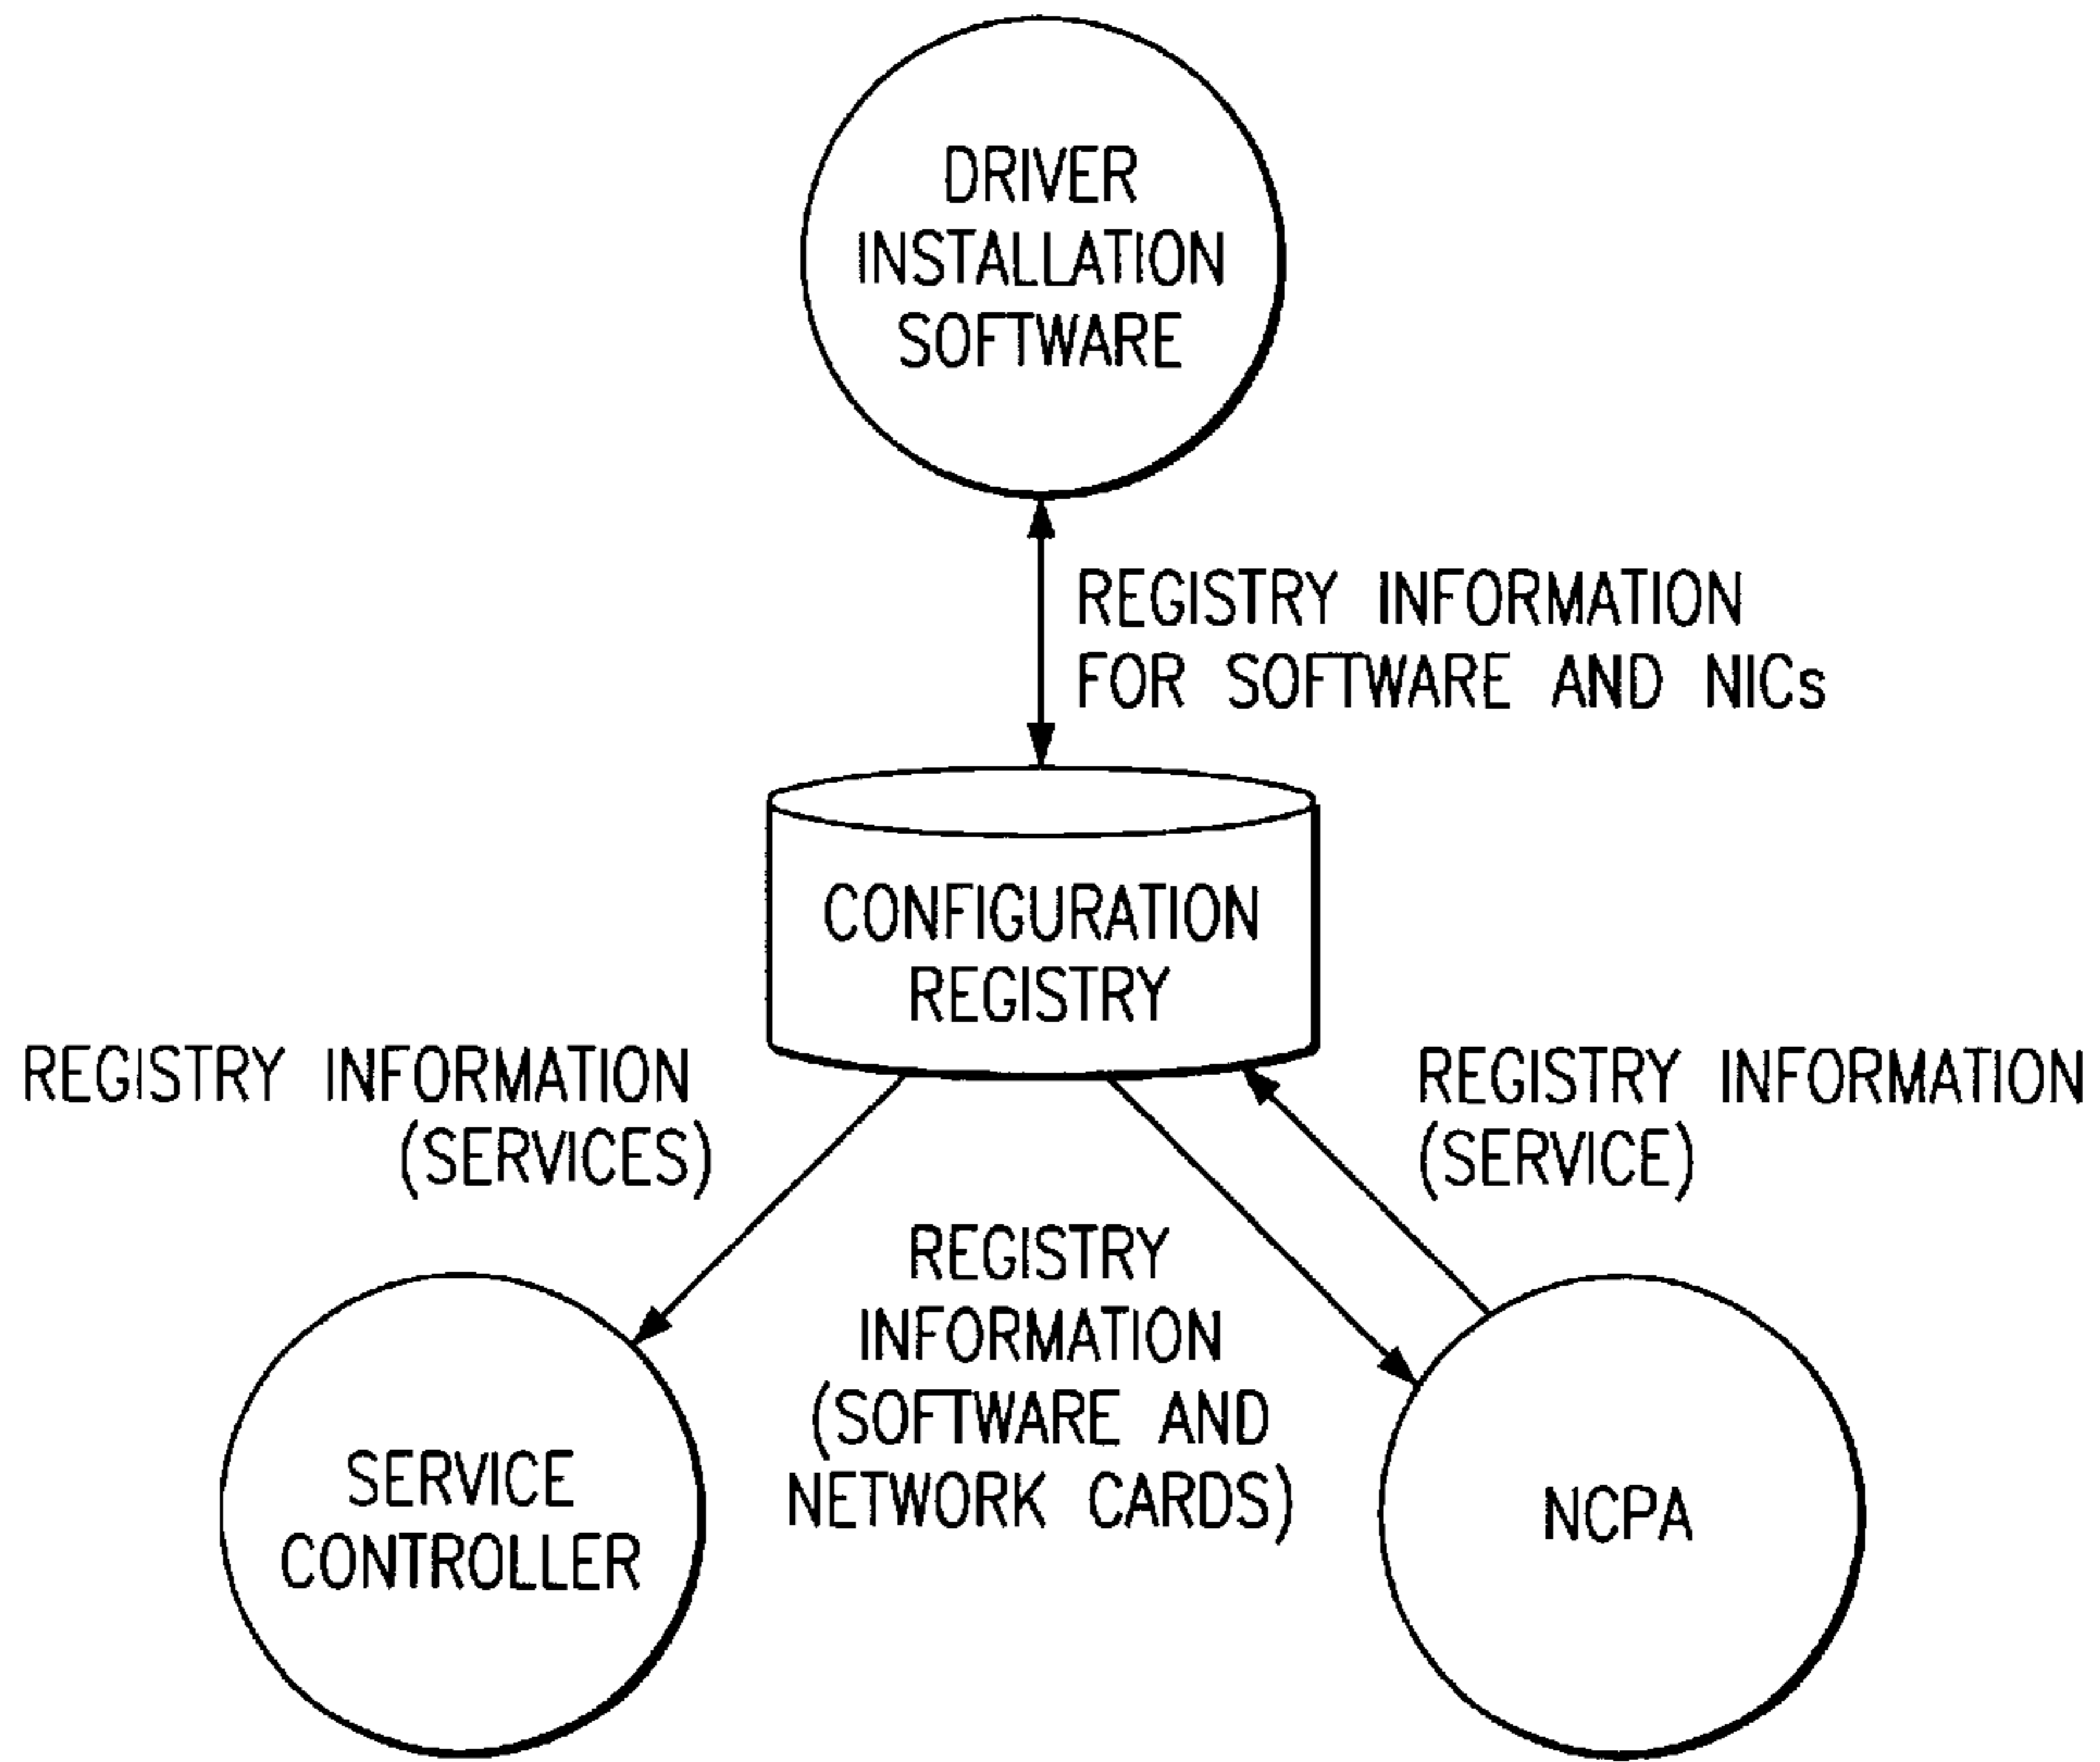 DRIVER
INSTALLATION
SOFTWARE
REGISTRY INFORMATION
FOR SOFTWARE AND NICs
CONFIGURATION
REGISTRY
REGISTRY INFORMATION
(SERVICES)
REGISTRY INFORMATION
(SERVICE)
REGISTRY
INFORMATION
(SOFTWARE AND
NETWORK CARDS)
SERVICE
CONTROLLER
NCPA